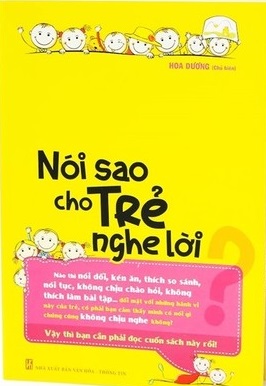 HOA DƯƠNG (Chủ biên)
Nói sao
cho TRẺ
nghe lời
?
Nào thì nói dối, kén ăn, thích so sánh,
nói tục, không chịu chào hỏi, không
thích làm bài tập... đối mặt với những hành vi
này của trẻ, có phải bạn cảm thấy mình có nói gì
chúng cũng không chịu nghe không?
Vậy thì bạn cần phải đọc cuốn sách này rồi!
NHÀ XUẤT BẢN VĂN HÓA - THÔNG TIN